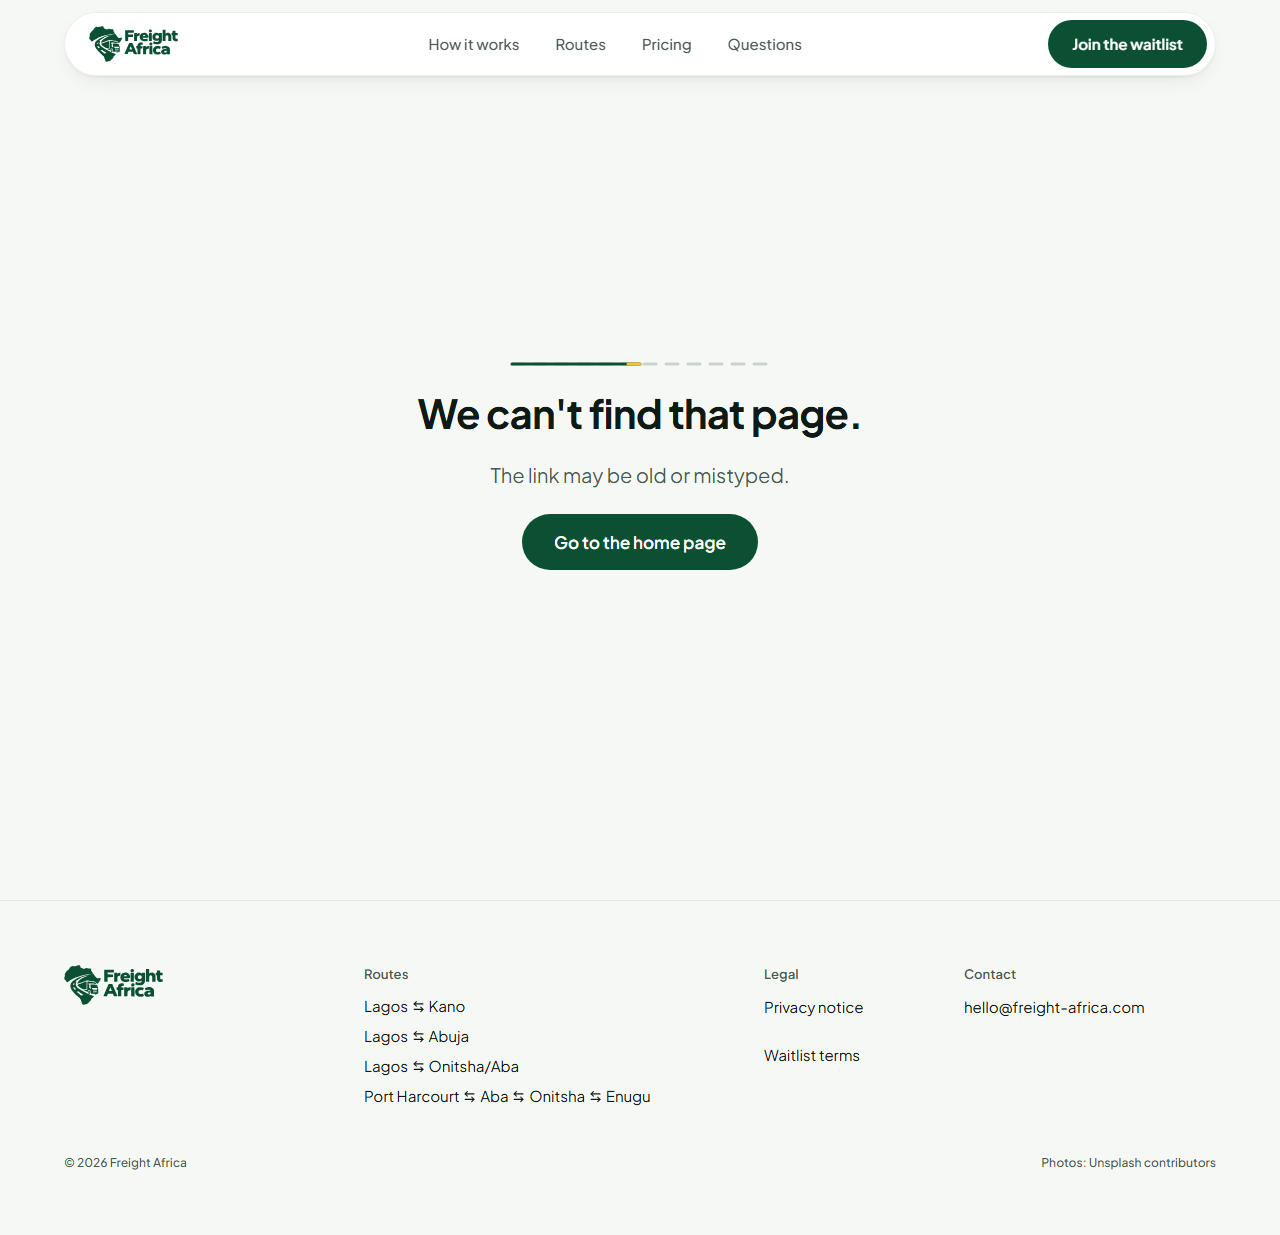 Freight
Africa
How it works
Routes
Pricing
Questions
Join the waitlist
We can't find that page.
The link may be old or mistyped.
Go to the home page
Freight
Africa
Routes
Lagos ⇆ Kano
Lagos ⇆ Abuja
Lagos ⇆ Onitsha/Aba
Port Harcourt ⇆ Aba ⇆ Onitsha ⇆ Enugu
Legal
Privacy notice
Waitlist terms
Contact
hello@freight-africa.com
© 2026 Freight Africa
Photos: Unsplash contributors